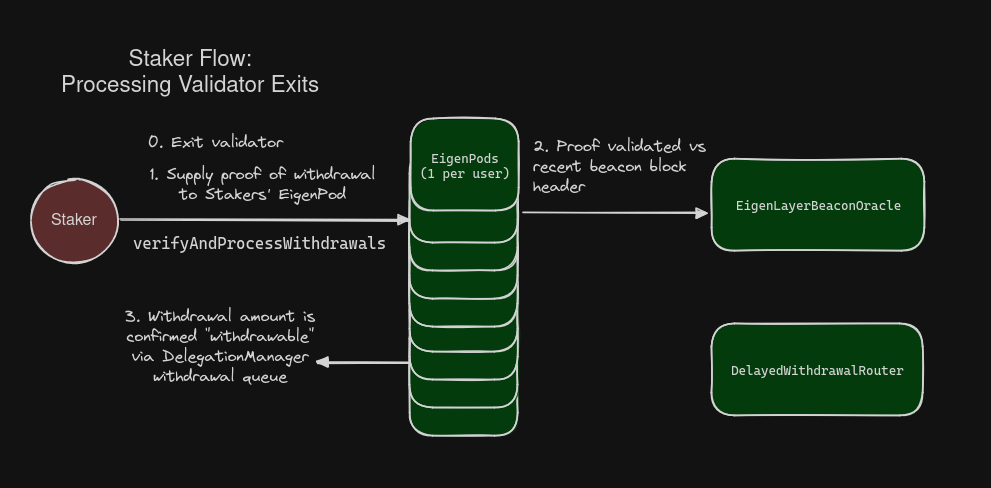 Staker Flow:
Processing Validator Exits
0. Exit validator
1. Supply proof of withdrawal
to Stakers' EigenPod
Staker
verifyAndProcessWithdrawals
EigenPods
(1 per user)
2. Proof validated vs
recent beacon block
header
EigenLayerBeaconOracle
3. Withdrawal amount is
confirmed "withdrawable"
via DelegationManager
withdrawal queue
DelayedWithdrawalRouter